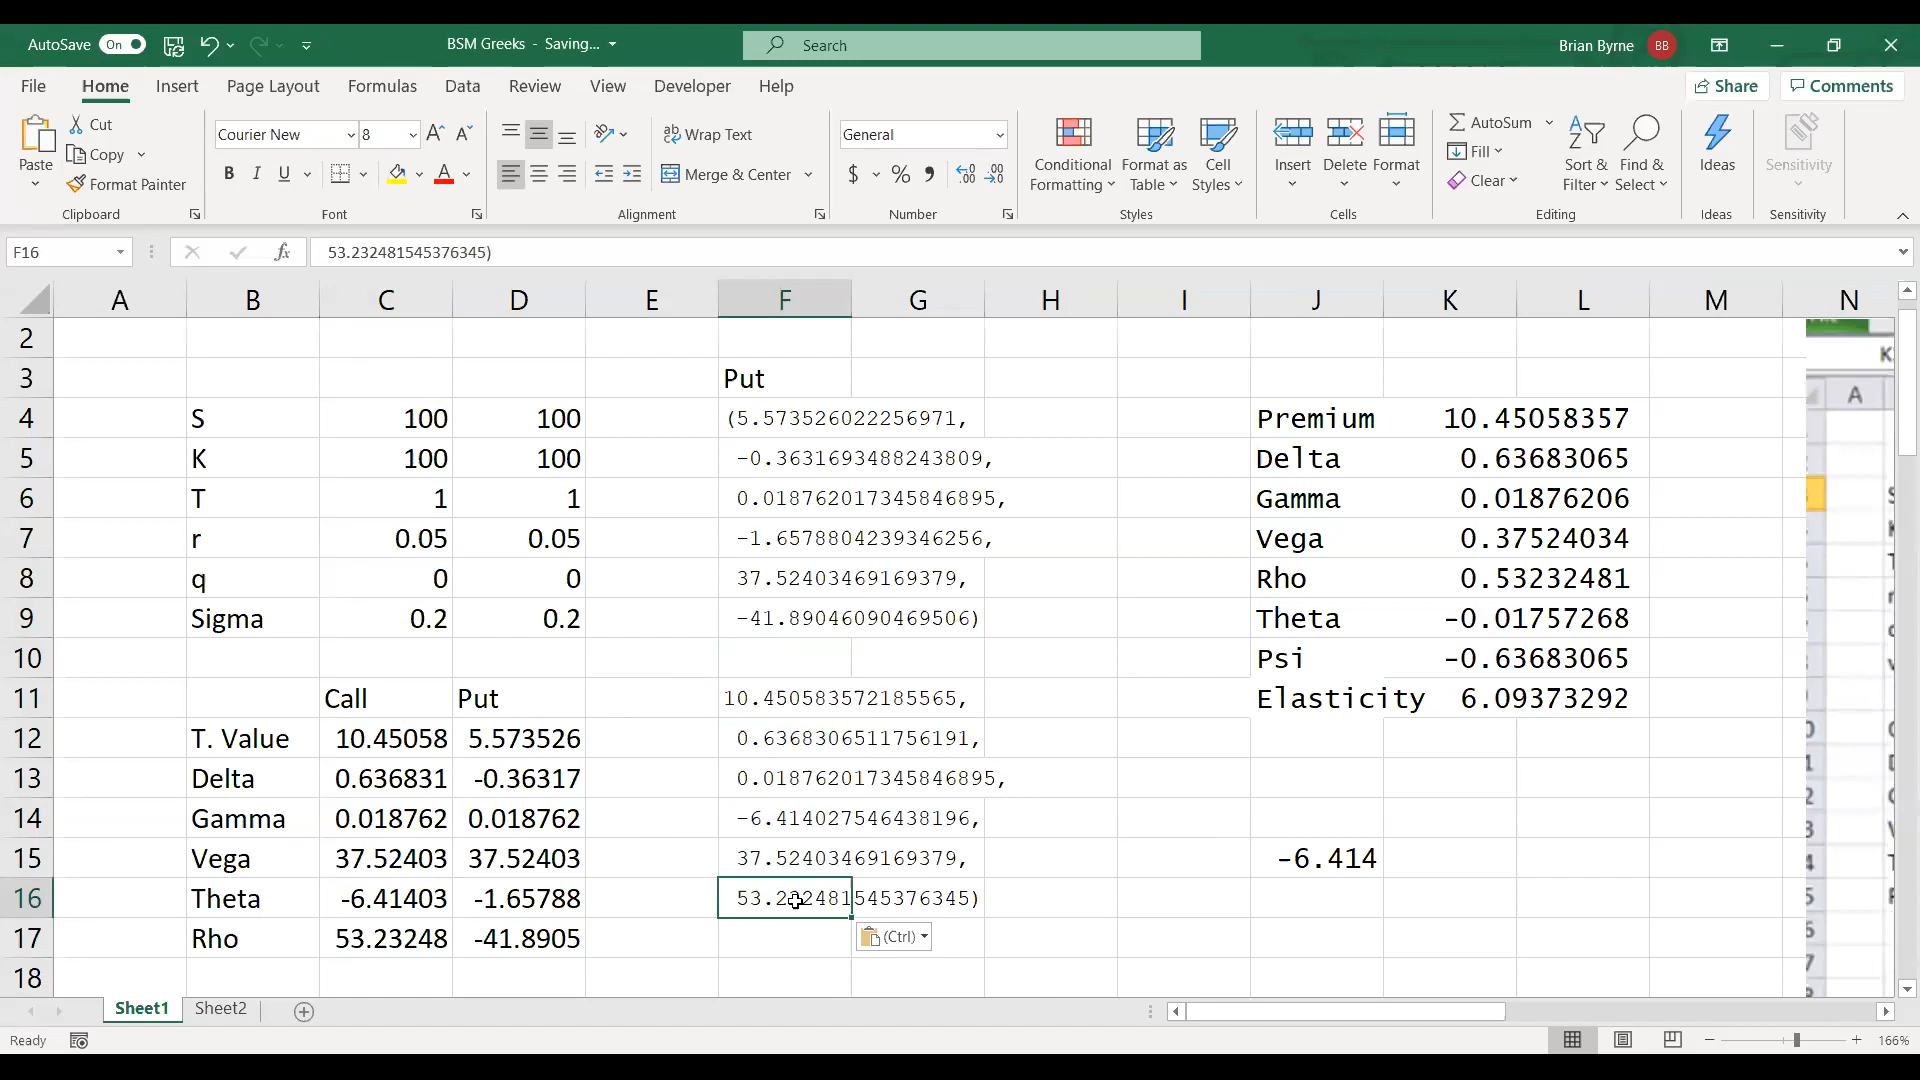 AutoSave On BSM Greeks - Saving... Search Brian Byrne BB
File Home Insert Page Layout Formulas Data Developer Review View Help Share Comments
Paste Cut Copy Format Painter Clipboard
Courier New 8 A A B I U A Font
ab Wrap Text Merge & Center Alignment
General $ % , .00 .00 Number
Conditional Formatting Format as Table Cell Styles Styles
Insert Delete Format Cells
AutoSum Fill Clear Sort & Filter Find & Select Editing
Ideas Ideas
Sensitivity Sensitivity
F16 fx 53.232481545376345)
A B C D E F G H I J K L M N
2
3 Put
4 S 100 100 (5.573526022256971, Premium 10.45058357
5 K 100 100 -0.3631693488243809, Delta 0.63683065
6 T 1 1 0.018762017345846895, Gamma 0.01876206
7 r 0.05 0.05 -1.6578804239346256, Vega 0.37524034
8 q 0 0 37.52403469169379, Rho 0.53232481
9 Sigma 0.2 0.2 -41.89046090469506) Theta -0.01757268
10 Psi -0.63683065
11 Call Put 10.450583572185565, Elasticity 6.09373292
12 T. Value 10.45058 5.573526 0.6368306511756191,
13 Delta 0.636831 -0.36317 0.018762017345846895,
14 Gamma 0.018762 0.018762 -6.414027546438196,
15 Vega 37.52403 37.52403 37.52403469169379, -6.414
16 Theta -6.41403 -1.65788 53.232481545376345)
17 Rho 53.23248 -41.8905 (Ctrl)
18
Sheet1 Sheet2
Ready 166%